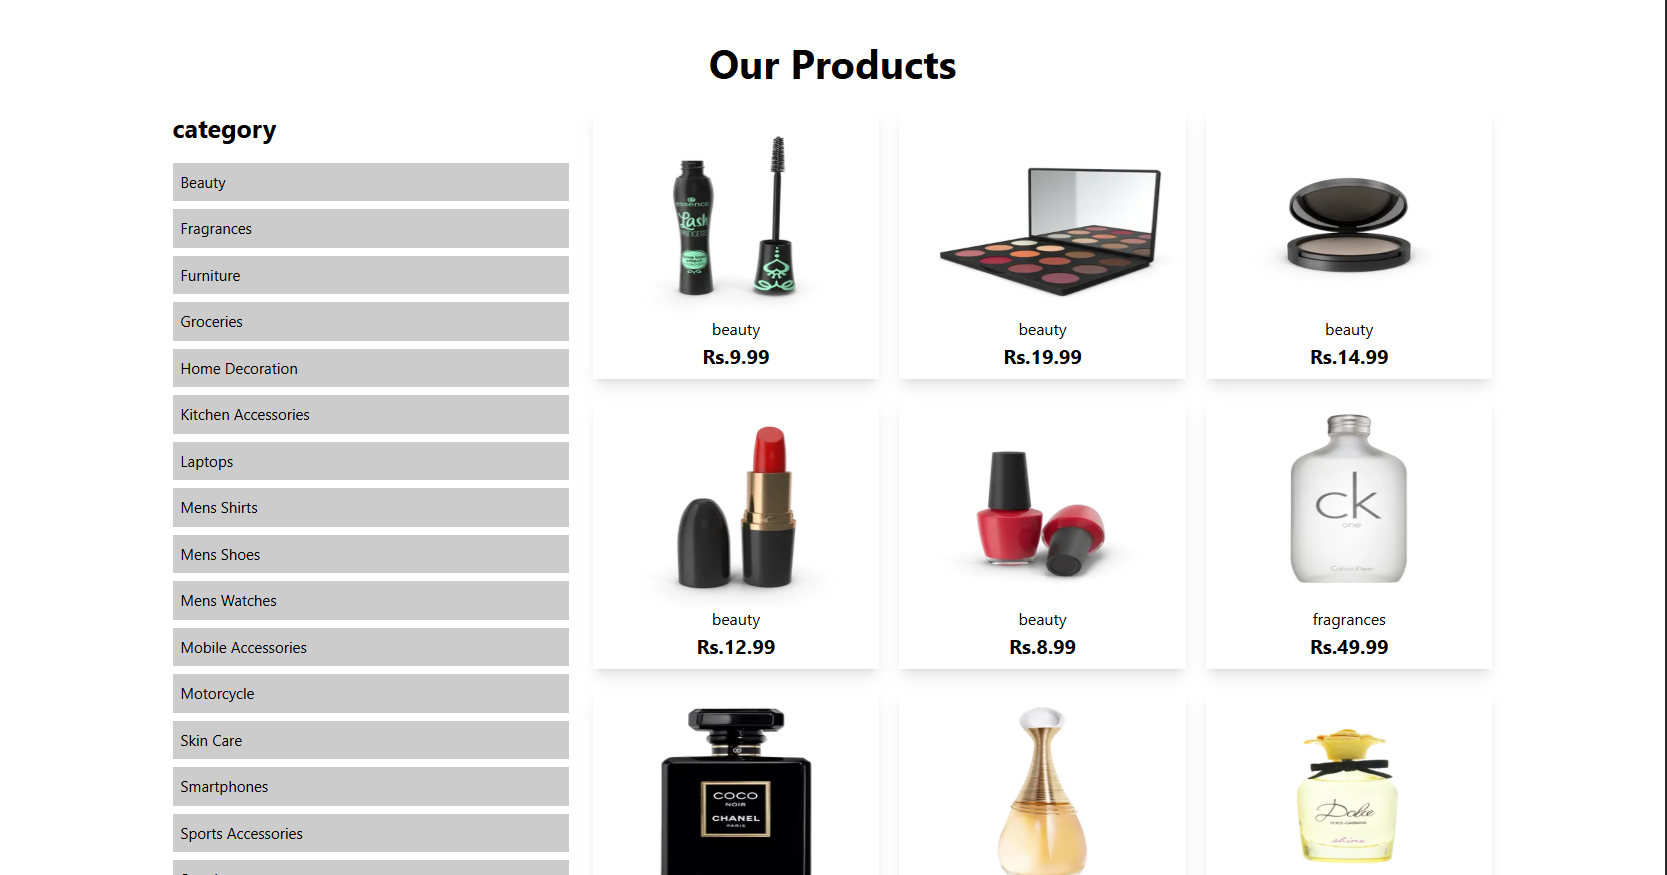 Our Products
category
Beauty
Fragrances
Furniture
Groceries
Home Decoration
Kitchen Accessories
Laptops
Mens Shirts
Mens Shoes
Mens Watches
Mobile Accessories
Motorcycle
Skin Care
Smartphones
Sports Accessories
essence
Lash
PRINCESS
beauty
Rs.9.99
beauty
Rs.19.99
beauty
Rs.14.99
beauty
Rs.12.99
beauty
Rs.8.99
ck
one
Calvin Klein
fragrances
Rs.49.99
COCO
NOIR
CHANEL
PARIS
Dolce
shine